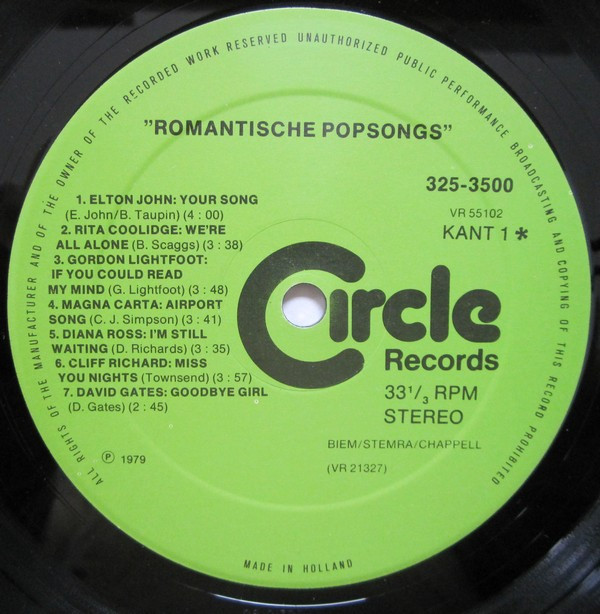 ALL RIGHTS OF THE MANUFACTURER AND OF THE OWNER OF THE RECORDED WORK RESERVED UNAUTHORIZED PUBLIC PERFORMANCE BROADCASTING AND COPYING OF THIS RECORD PROHIBITED
"ROMANTISCHE POPSONGS"
325-3500
VR 55102
KANT 1 *
1. ELTON JOHN: YOUR SONG
(E. John/B. Taupin) (4 : 00)
2. RITA COOLIDGE: WE'RE
ALL ALONE (B. Scaggs) (3 : 38)
3. GORDON LIGHTFOOT:
IF YOU COULD READ
MY MIND (G. Lightfoot) (3 : 48)
4. MAGNA CARTA: AIRPORT
SONG (C. J. Simpson) (3 : 41)
5. DIANA ROSS: I'M STILL
WAITING (D. Richards) (3 : 35)
6. CLIFF RICHARD: MISS
YOU NIGHTS (Townsend) (3 : 57)
7. DAVID GATES: GOODBYE GIRL
(D. Gates) (2 : 45)
Circle
Records
33 1/3 RPM
STEREO
BIEM/STEMRA/CHAPPELL
(VR 21327)
℗ 1979
MADE IN HOLLAND